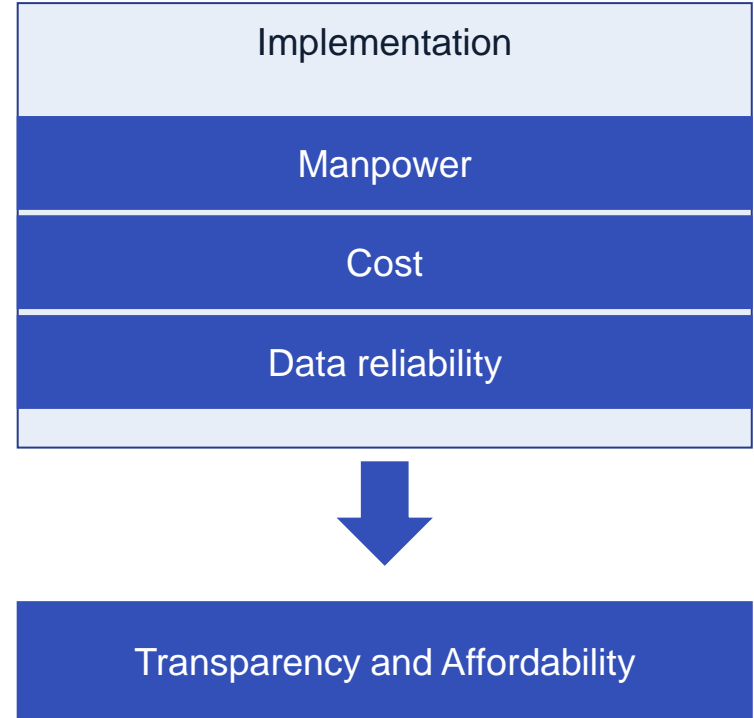 Implementation
Manpower
Cost
Data reliability
Transparency and Affordability